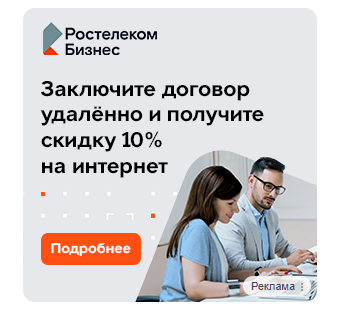 Ростелеком
Бизнес
Заключите договор
удалённо и получите
скидку 10%
на интернет
Подробнее
Реклама